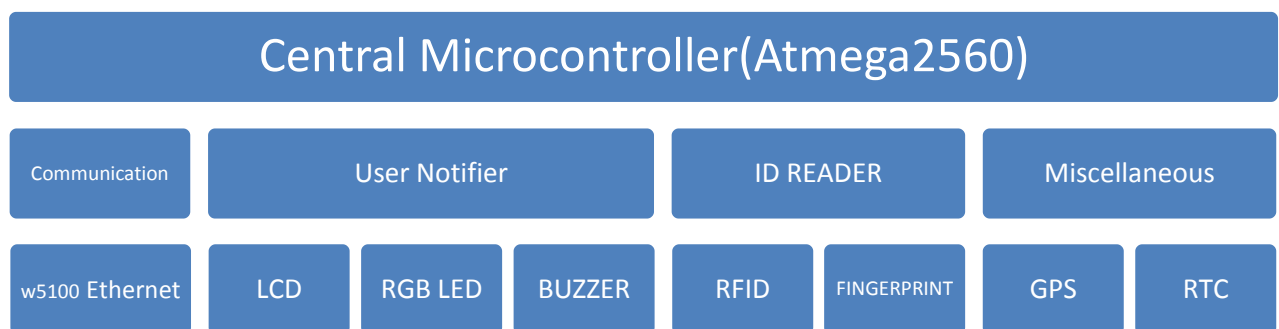 Central Microcontroller(Atmega2560)
Communication
User Notifier
ID READER
Miscellaneous
w5100 Ethernet
LCD
RGB LED
BUZZER
RFID
FINGERPRINT
GPS
RTC